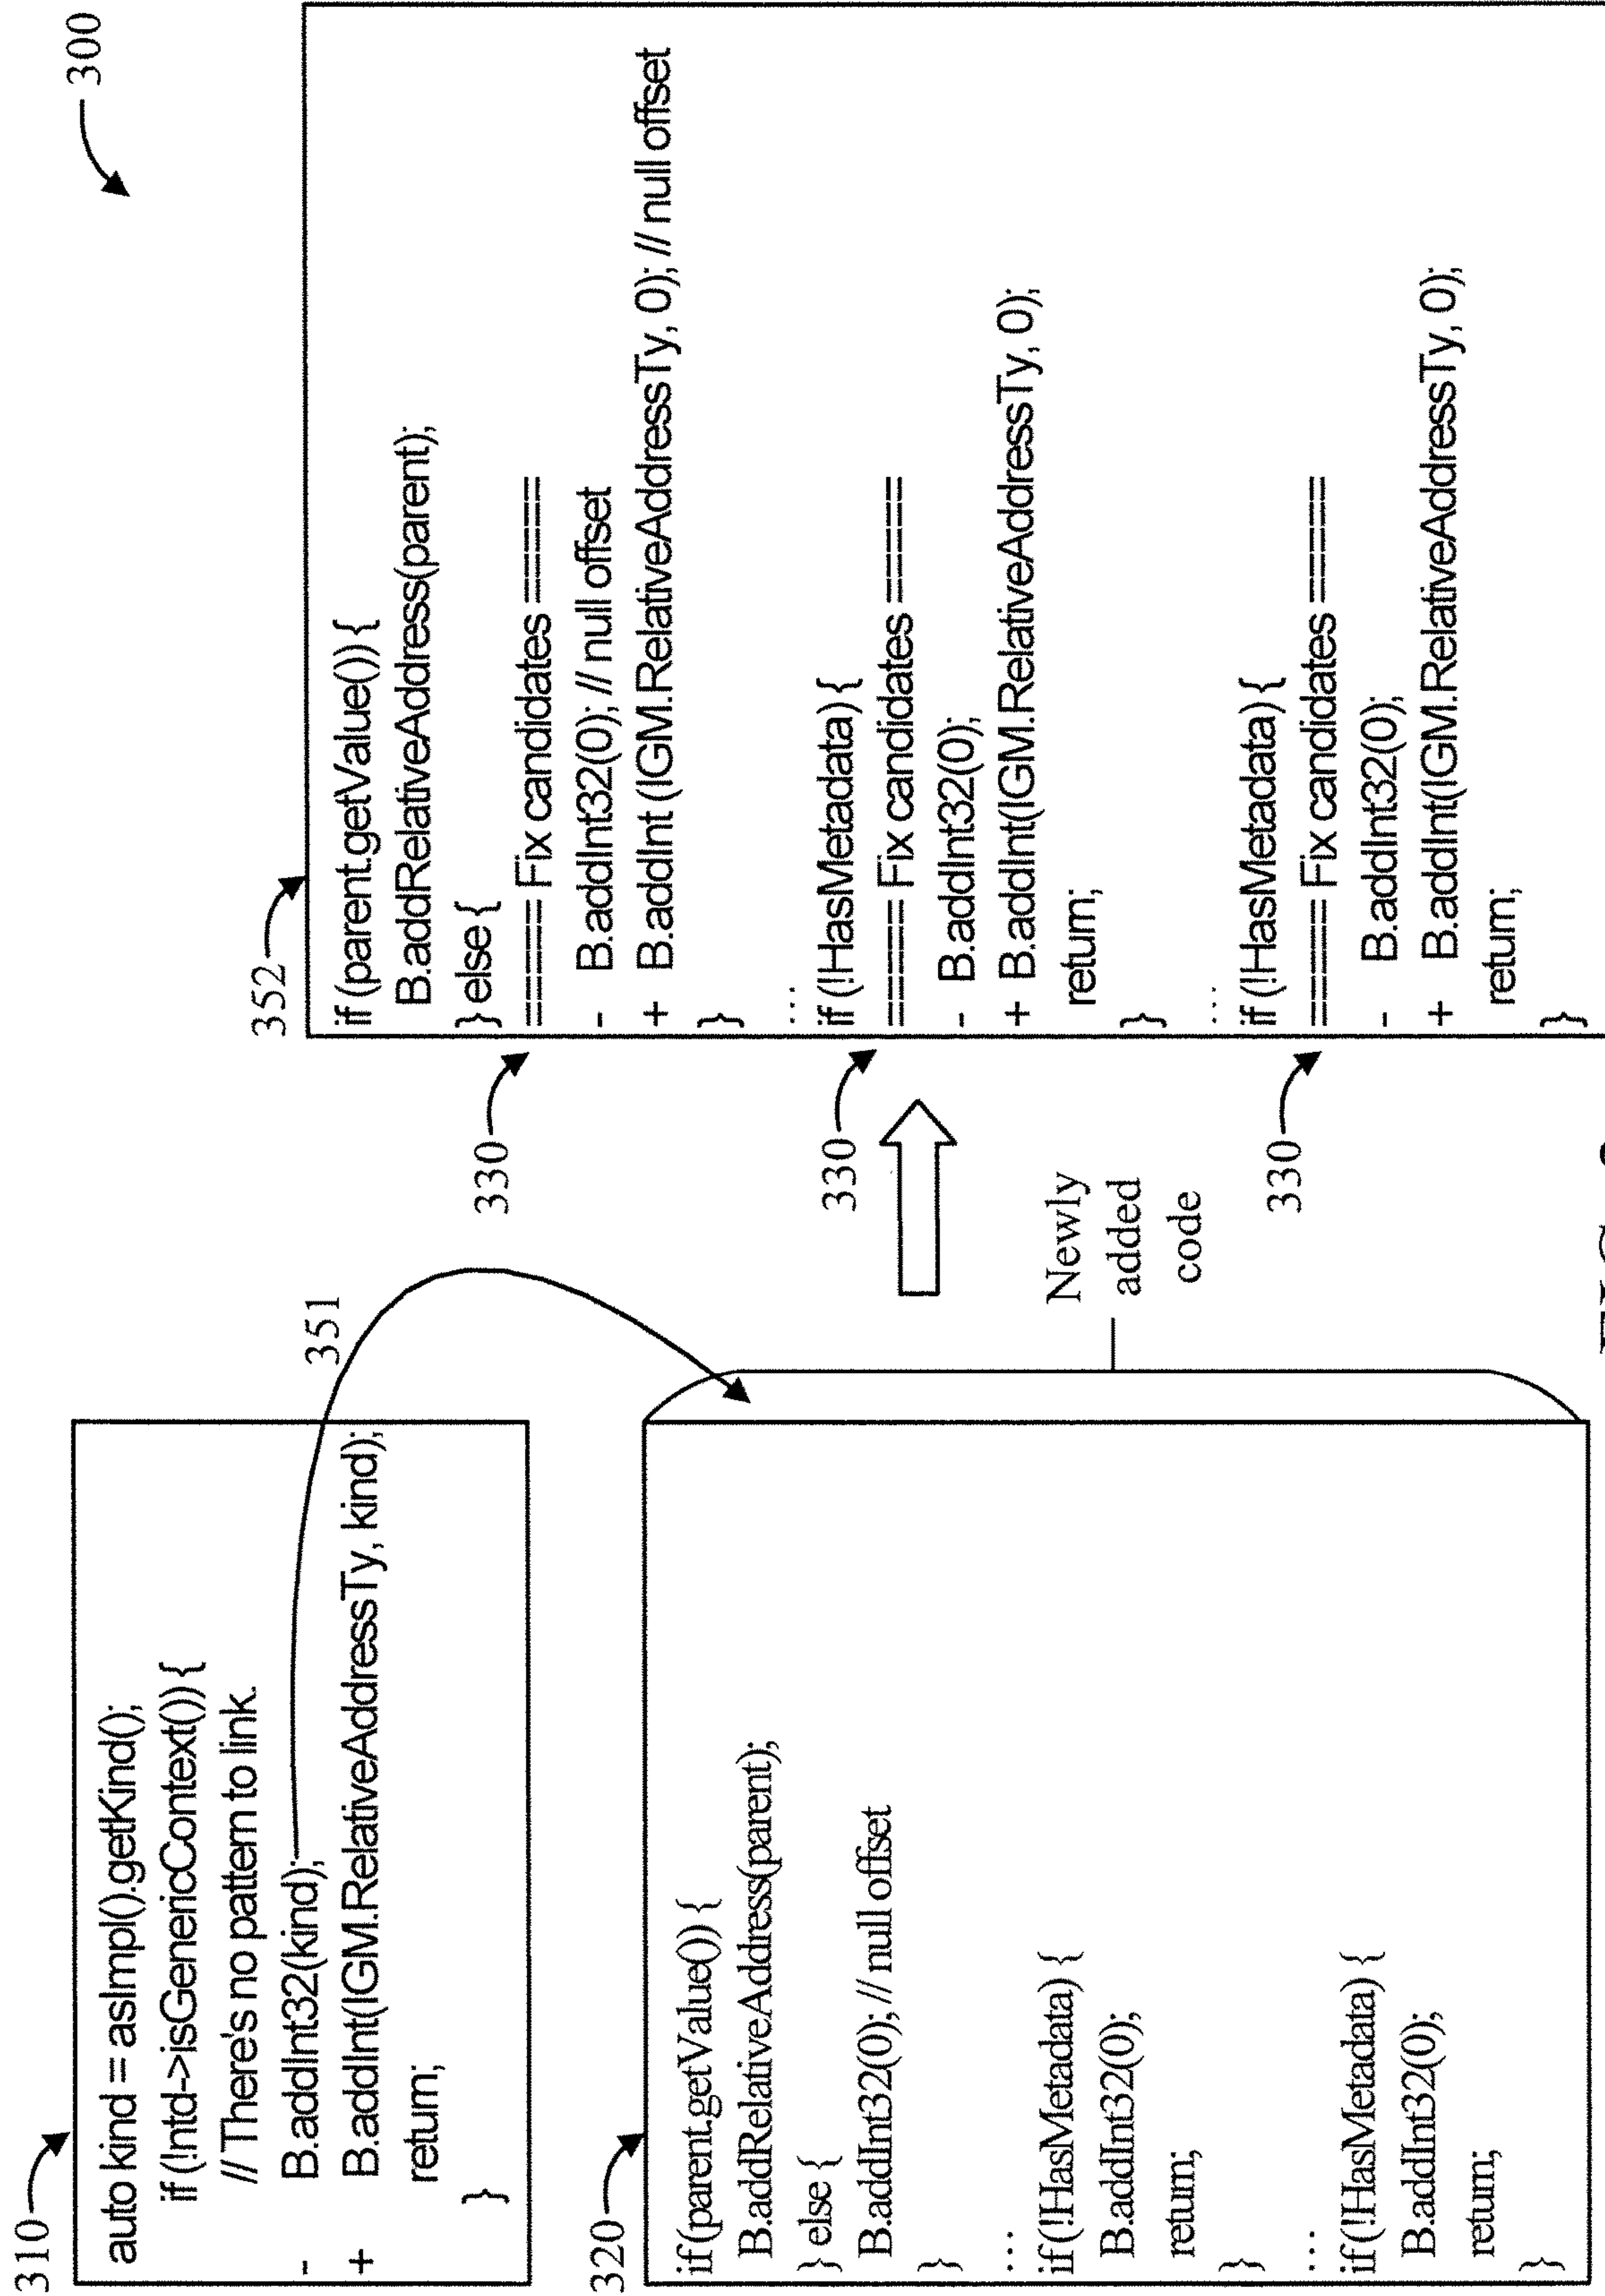 300
310
auto kind = asImpl().getKind();
if (!ntd->isGenericContext()) {
// There's no pattern to link.
- B.addInt32(kind);
+ B.addInt(IGM.RelativeAddressTy, kind);
return;
}
351
320
if (parent.getValue()) {
B.addRelativeAddress(parent);
} else {
B.addInt32(0); // null offset
}
...
if (!HasMetadata) {
B.addInt32(0);
return;
}
...
if (!HasMetadata) {
B.addInt32(0);
return;
}
Newly
added
code
352
if (parent.getValue()) {
B.addRelativeAddress(parent);
} else {
330
===== Fix candidates ======
- B.addInt32(0); // null offset
+ B.addInt (IGM.RelativeAddressTy, 0); // null offset
}
...
if (!HasMetadata) {
330
===== Fix candidates ======
- B.addInt32(0);
+ B.addInt(IGM.RelativeAddressTy, 0);
return;
}
...
if (!HasMetadata) {
330
===== Fix candidates ======
- B.addInt32(0);
+ B.addInt(IGM.RelativeAddressTy, 0);
return;
}